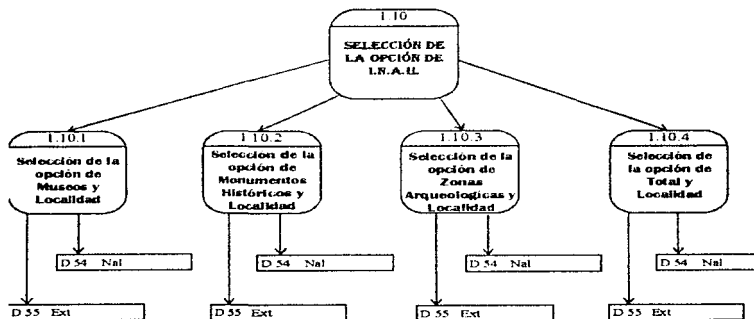 1.10
SELECCIÓN DE
LA OPCIÓN DE
I.N.A.H.
1.10.1
Selección de la
opción de
Museos y
Localidad
1.10.2
Selección de la
opción de
Monumentos
Históricos y
Localidad
1.10.3
Selección de la
opción de
Zonas
Arqueologicas y
Localidad
1.10.4
Selección de
la opción de
Total y
Localidad
D 54 Nal
D 54 Nal
D 54 Nal
D 54 Nal
D 55 Ext
D 55 Ext
D 55 Ext
D 55 Ext